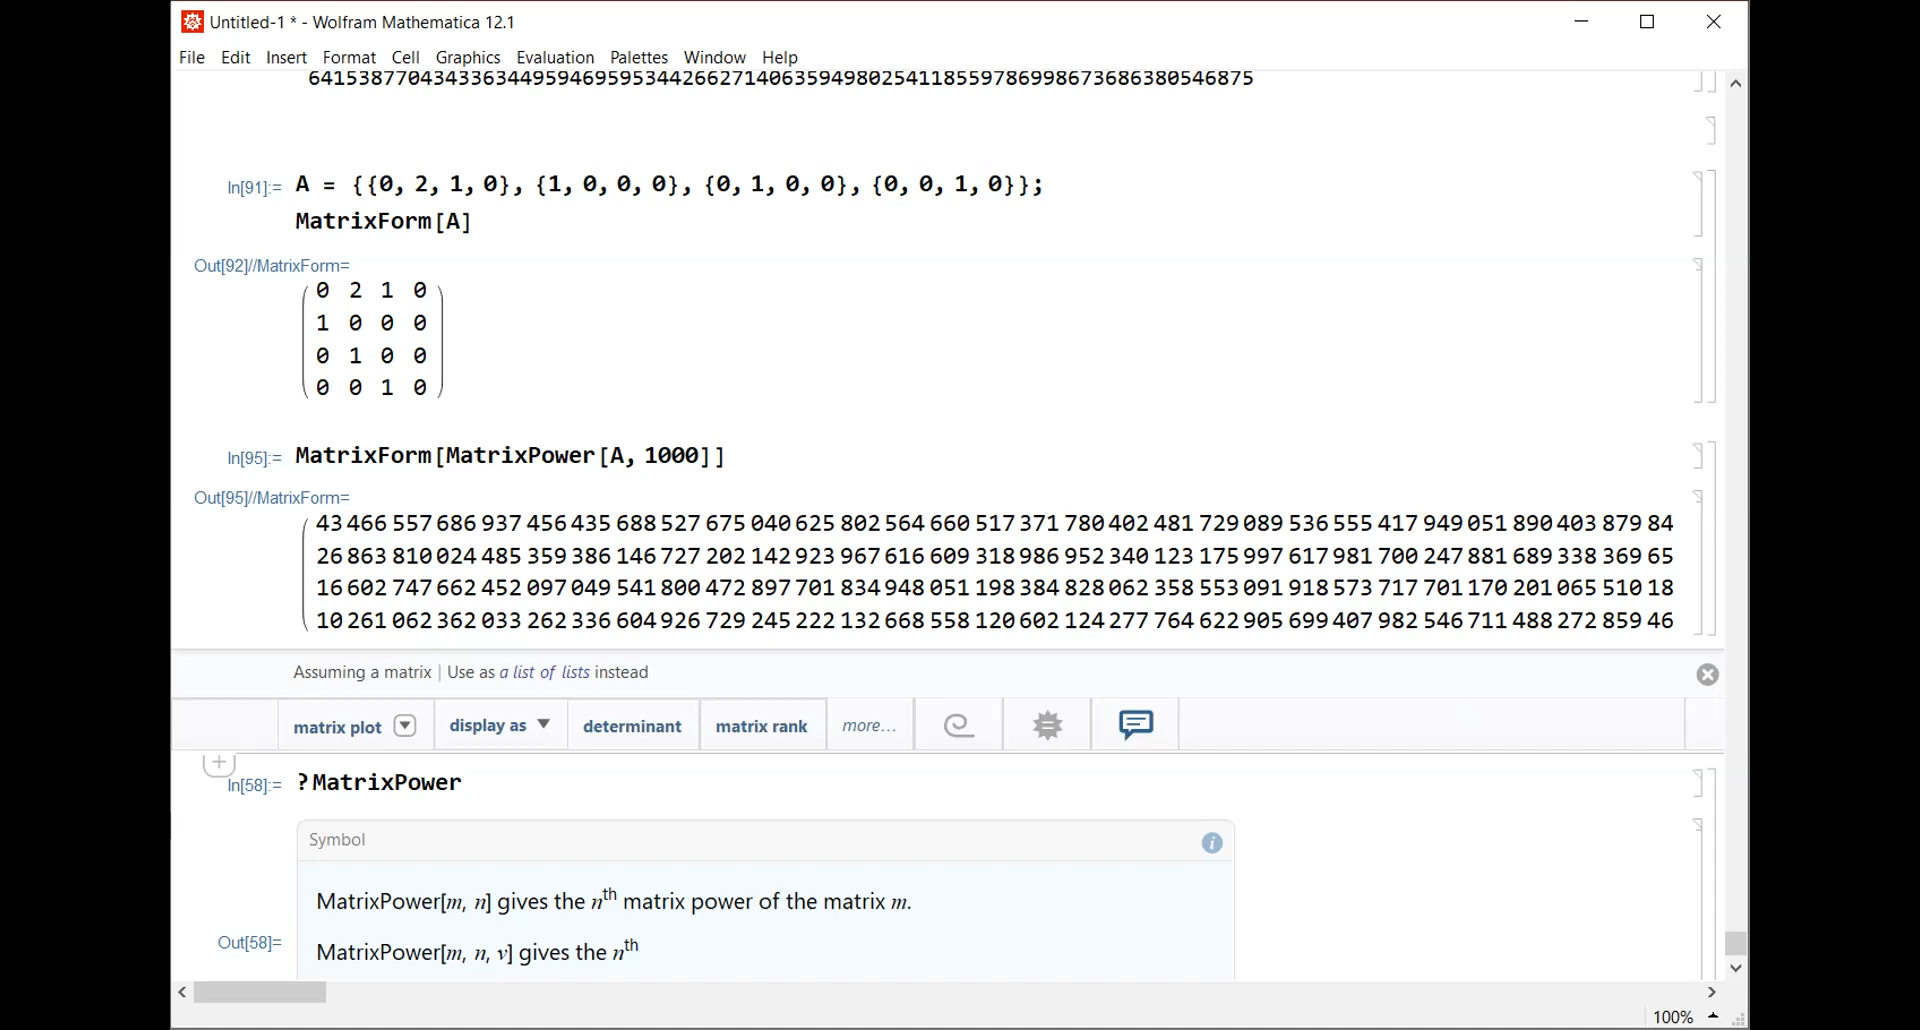 Untitled-1 * - Wolfram Mathematica 12.1
File Edit Insert Format Cell Graphics Evaluation Palettes Window Help
641538770434336344959469595344266271406359498025411855978699867368638054​6875
In[91]:= A = {{0, 2, 1, 0}, {1, 0, 0, 0}, {0, 1, 0, 0}, {0, 0, 1, 0}};
MatrixForm[A]
Out[92]//MatrixForm=
0 2 1 0
1 0 0 0
0 1 0 0
0 0 1 0
In[95]:= MatrixForm[MatrixPower[A, 1000]]
Out[95]//MatrixForm=
43 466 557 686 937 456 435 688 527 675 040 625 802 564 660 517 371 780 402 481 729 089 536 555 417 949 051 890 403 879 84
26 863 810 024 485 359 386 146 727 202 142 923 967 616 609 318 986 952 340 123 175 997 617 981 700 247 881 689 338 369 65
16 602 747 662 452 097 049 541 800 472 897 701 834 948 051 198 384 828 062 358 553 091 918 573 717 701 170 201 065 510 18
10 261 062 362 033 262 336 604 926 729 245 222 132 668 558 120 602 124 277 764 622 905 699 407 982 546 711 488 272 859 46
Assuming a matrix | Use as a list of lists instead
matrix plot display as determinant matrix rank more...
In[58]:= ?MatrixPower
Symbol
MatrixPower[m, n] gives the nth matrix power of the matrix m.
Out[58]=
MatrixPower[m, n, v] gives the nth
100%